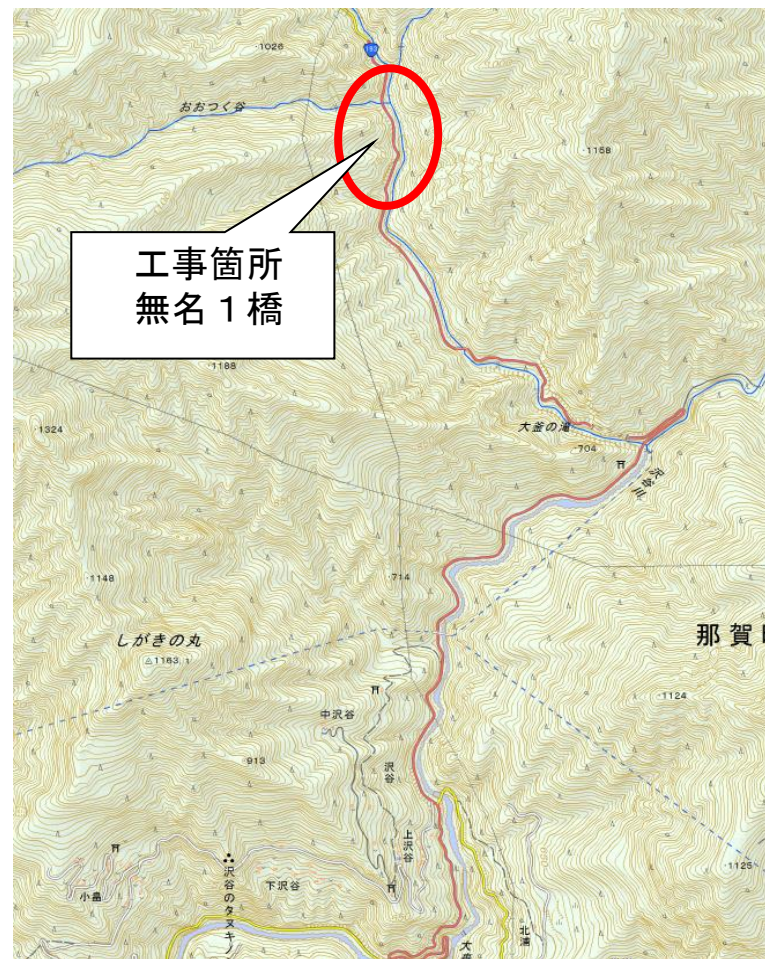 ・1026
193
おおつく谷
・1158
工事箇所
無名１橋
・1188
・1324
大釜の滝
・704
沢谷川
・1148
・714
しがきの丸
△1163.1
那賀
・1124
中沢谷
・913
沢谷
上沢谷
・1125
小畠
沢谷のタヌキノ
下沢谷
北浦
大